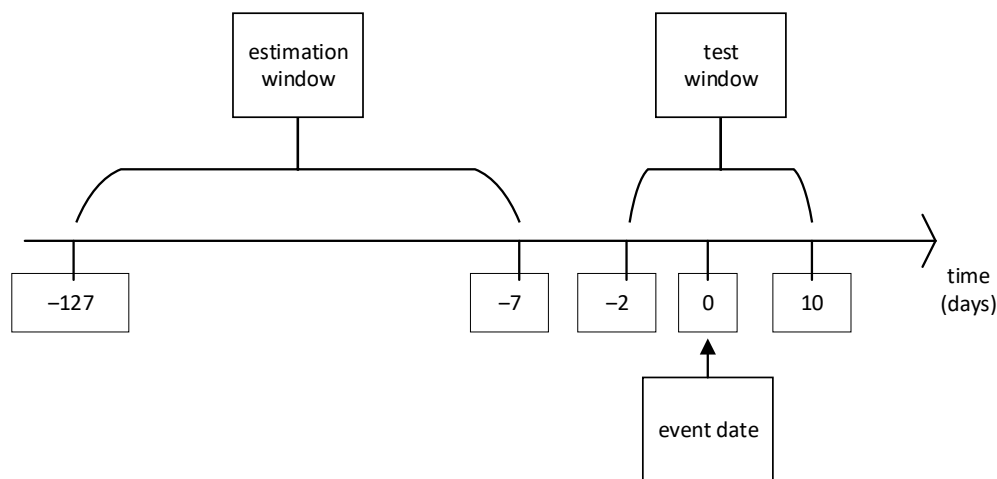 estimation
window
test
window
–127
–7
–2
0
10
time
(days)
event date